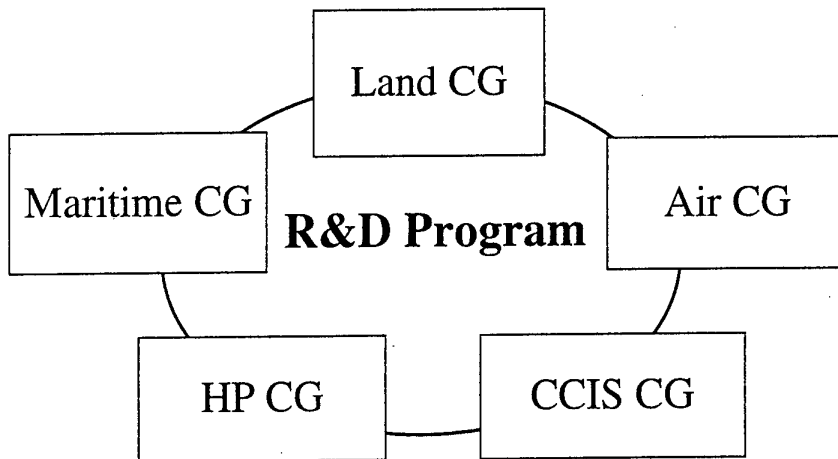 Land CG
Maritime CG
Air CG
R&D Program
HP CG
CCIS CG